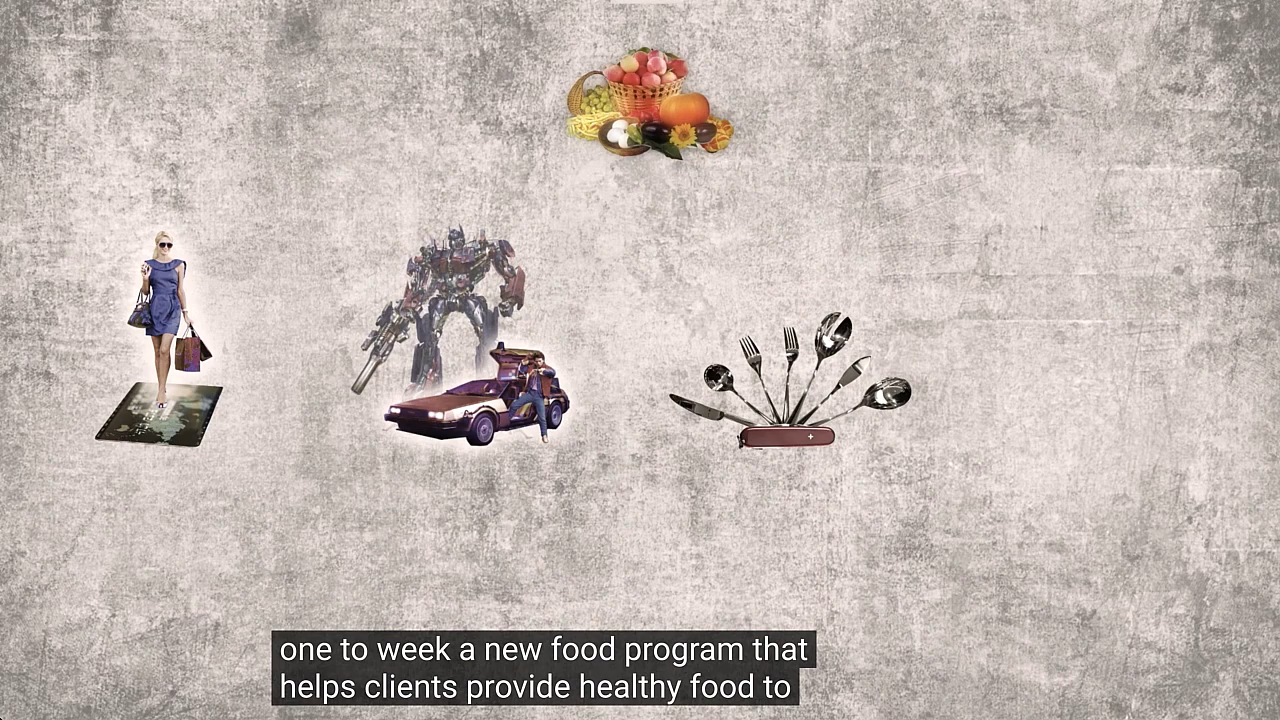 one to week a new food program that
helps clients provide healthy food to